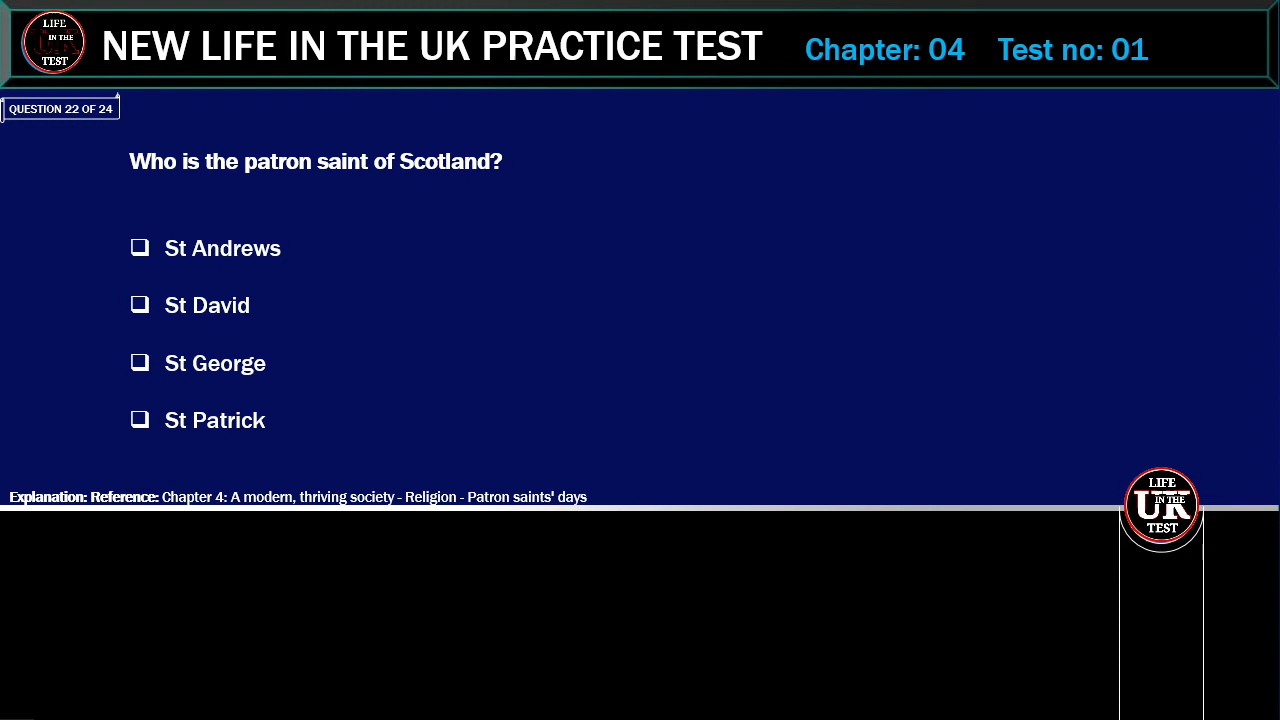 LIFE
IN THE
UK
TEST
NEW LIFE IN THE UK PRACTICE TEST
Chapter: 04
Test no: 01
QUESTION 22 OF 24
Who is the patron saint of Scotland?
St Andrews
St David
St George
St Patrick
Explanation: Reference: Chapter 4: A modern, thriving society - Religion - Patron saints' days
LIFE
IN THE
UK
TEST